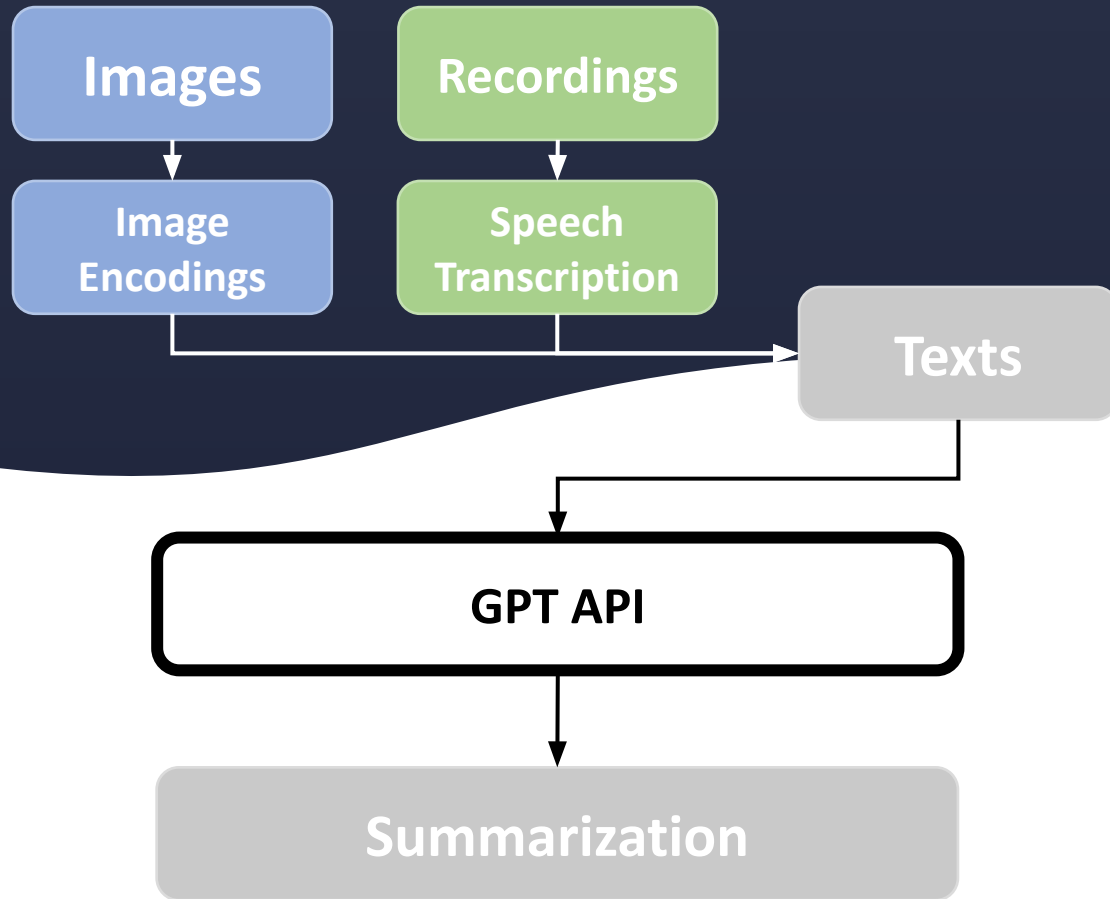 Images
Recordings
Image
Encodings
Speech
Transcription
Texts
GPT API
Summarization